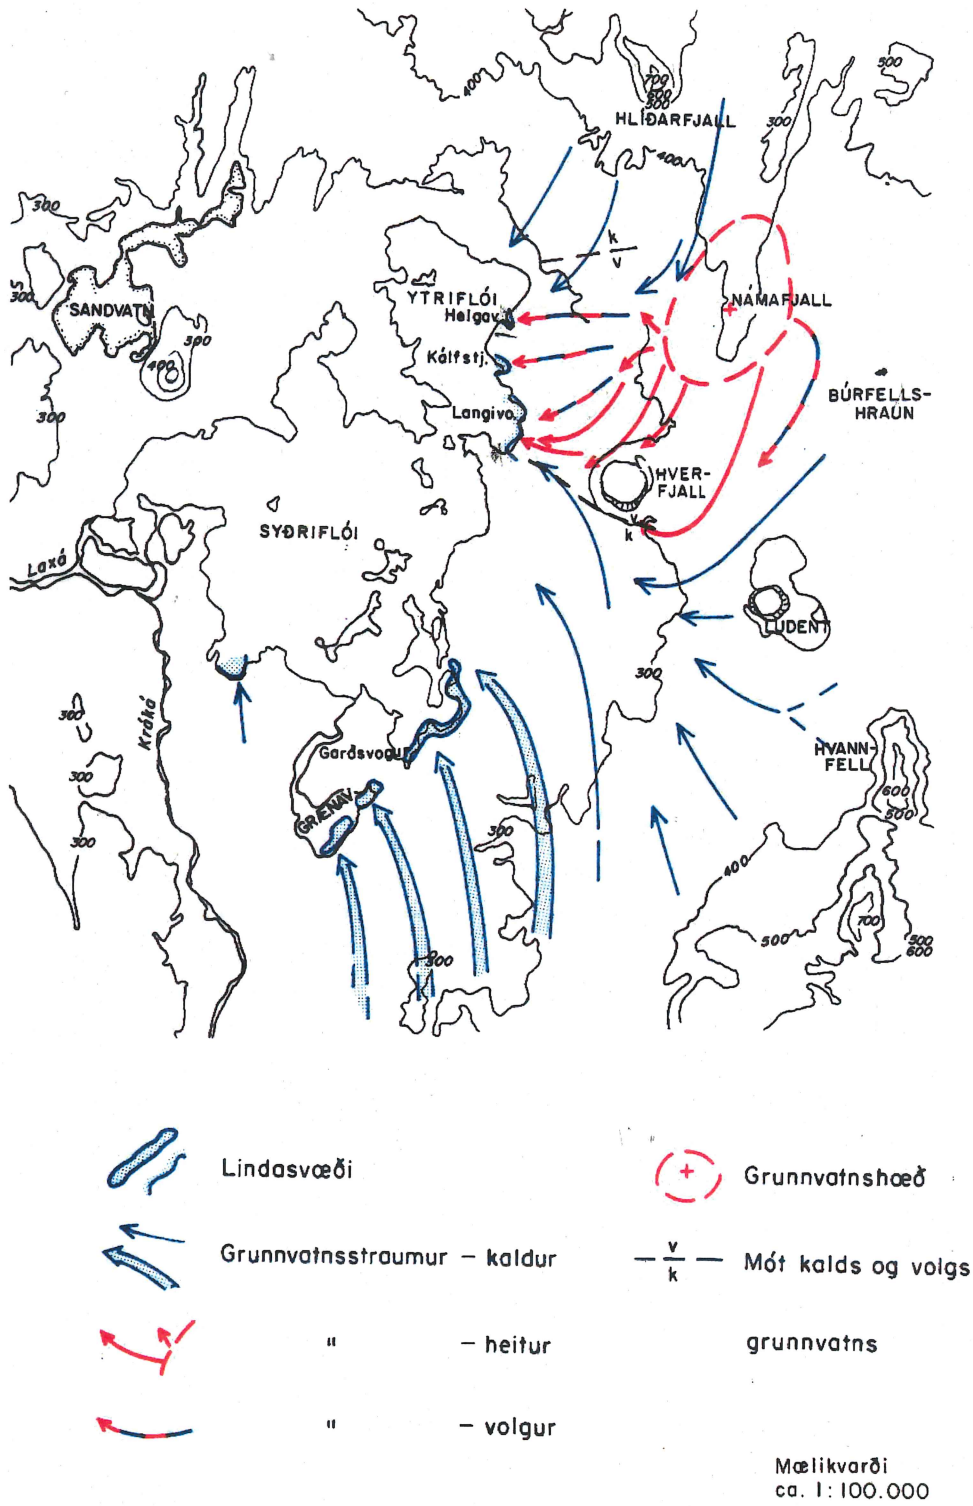 400
700
600
500
HLÍÐARFJALL
400
500
300
300
300
S
300
SANDVATN
300
400
300
k
v
YTRIFLÓI
Helgav.
NÁMAFJALL
Kálfstj.
BÚRFELLS-
HRAUN
Langivo.
HVER-
FJALL
v
k
SYÐRIFLÓI
Laxá
LÚDENT
300
Kráká
300
300
300
Garðsvogur
GRÆNAV.
HVANN-
FELL
600
500
300
400
700
500
500
600
300
Lindasvæði
Grunnvatnshæð
Grunnvatnsstraumur – kaldur
v
k
Mót kalds og volgs
" – heitur
grunnvatns
" – volgur
Mælikvarði
ca. 1:100.000